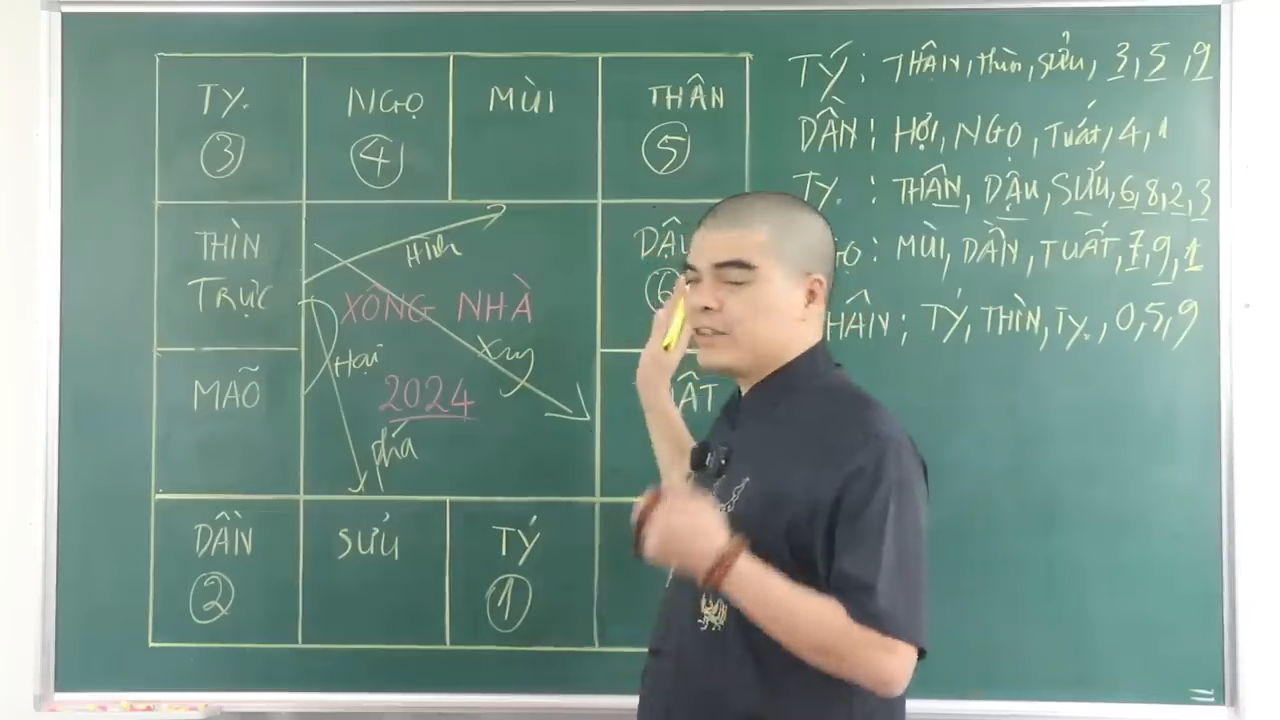 TỴ. NGỌ MÙI THÂN
3 4 5
THÌN
TRỰC
Hình
XÔNG NHÀ
6
Hại
Xung
MÃO
2024
phá
DẦN SỬU TÝ
2 1
TÝ: THÂN, thìn, SỬU, 3, 5, 9
DẦN: HỢI, NGỌ, Tuất, 4, 1
TỴ.: THÂN, DẬU, SỬU, 6, 8, 2, 3
: MÙI, DẦN, TUẤT, 7, 9, 1
: TÝ, THÌN, TỴ., 0, 5, 9